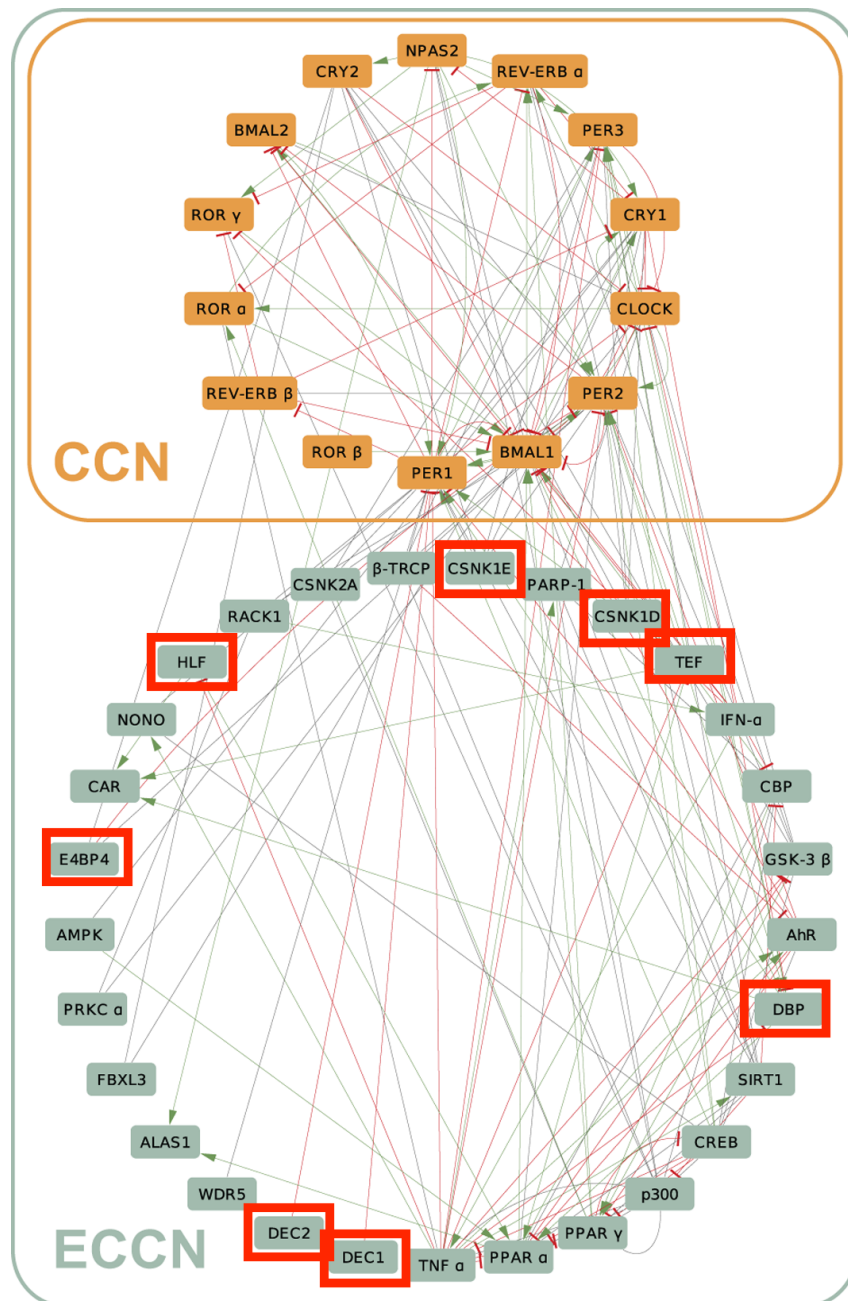 NPAS2
CRY2
REV-ERB α
BMAL2
PER3
ROR γ
CRY1
ROR α
CLOCK
REV-ERB β
PER2
ROR β
BMAL1
PER1
CCN
β-TRCP
CSNK1E
CSNK2A
PARP-1
RACK1
CSNK1D
HLF
TEF
NONO
IFN-α
CAR
CBP
E4BP4
GSK-3 β
AMPK
AhR
PRKC α
DBP
FBXL3
SIRT1
ALAS1
CREB
WDR5
p300
DEC2
PPAR γ
DEC1
TNF α
PPAR α
ECCN